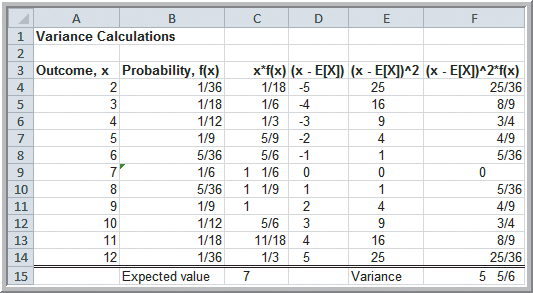 A B C D E F
1 Variance Calculations
2
3 Outcome, x Probability, f(x) x*f(x) (x - E[X]) (x - E[X])^2 (x - E[X])^2*f(x)
4 2 1/36 1/18 -5 25 25/36
5 3 1/18 1/6 -4 16 8/9
6 4 1/12 1/3 -3 9 3/4
7 5 1/9 5/9 -2 4 4/9
8 6 5/36 5/6 -1 1 5/36
9 7 1/6 1 1/6 0 0 0
10 8 5/36 1 1/9 1 1 5/36
11 9 1/9 1 2 4 4/9
12 10 1/12 5/6 3 9 3/4
13 11 1/18 11/18 4 16 8/9
14 12 1/36 1/3 5 25 25/36
15 Expected value 7 Variance 5 5/6